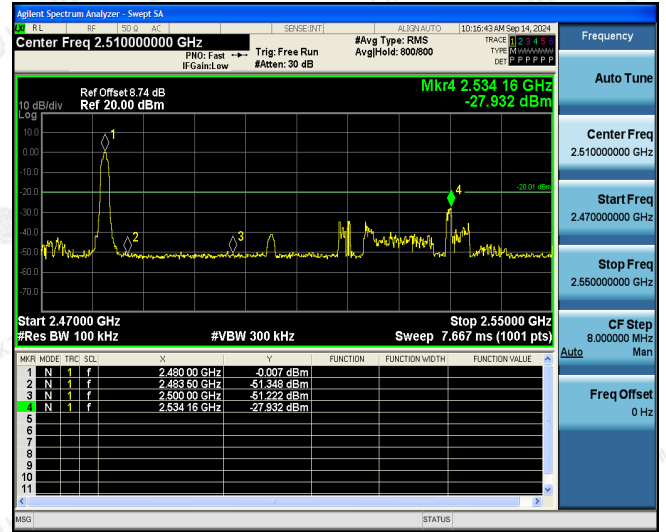 Agilent Spectrum Analyzer - Swept SA
RL RF 50 Ω AC SENSE:INT ALIGN AUTO 10:16:43 AM Sep 14, 2024
Center Freq 2.510000000 GHz
PNO: Fast
IFGain:Low
Trig: Free Run
#Atten: 30 dB
#Avg Type: RMS
Avg|Hold: 800/800
TRACE 1 2 3 4 5 6
TYPE M
DET P P P P P P
Ref Offset 8.74 dB
Ref 20.00 dBm
Mkr4 2.534 16 GHz
-27.932 dBm
10 dB/div
Log
10.0
0.00
-10.0
-20.0
-30.0
-40.0
-50.0
-60.0
-70.0
1
2
3
4
-20.01 dBm
Start 2.47000 GHz
Stop 2.55000 GHz
#Res BW 100 kHz
#VBW 300 kHz
Sweep 7.667 ms (1001 pts)
MKR MODE TRC SCL X Y FUNCTION FUNCTION WIDTH FUNCTION VALUE
1 N 1 f 2.480 00 GHz -0.007 dBm
2 N 1 f 2.483 50 GHz -51.348 dBm
3 N 1 f 2.500 00 GHz -51.222 dBm
4 N 1 f 2.534 16 GHz -27.932 dBm
5
6
7
8
9
10
11
MSG
STATUS
Frequency
Auto Tune
Center Freq
2.510000000 GHz
Start Freq
2.470000000 GHz
Stop Freq
2.550000000 GHz
CF Step
8.000000 MHz
Auto Man
Freq Offset
0 Hz